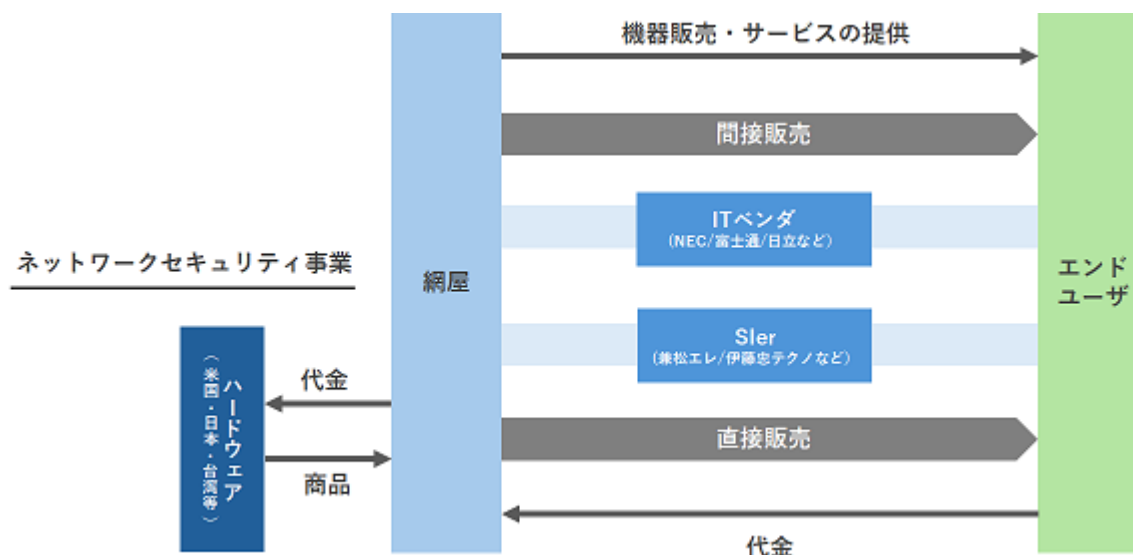 機器販売・サービスの提供
間接販売
ITベンダ
(NEC/富士通/日立など)
ネットワークセキュリティ事業
網屋
エンド
ユーザ
SIer
(兼松エレ/伊藤忠テクノなど)
代金
ハードウェア
(米国・日本・台湾等)
直接販売
商品
代金